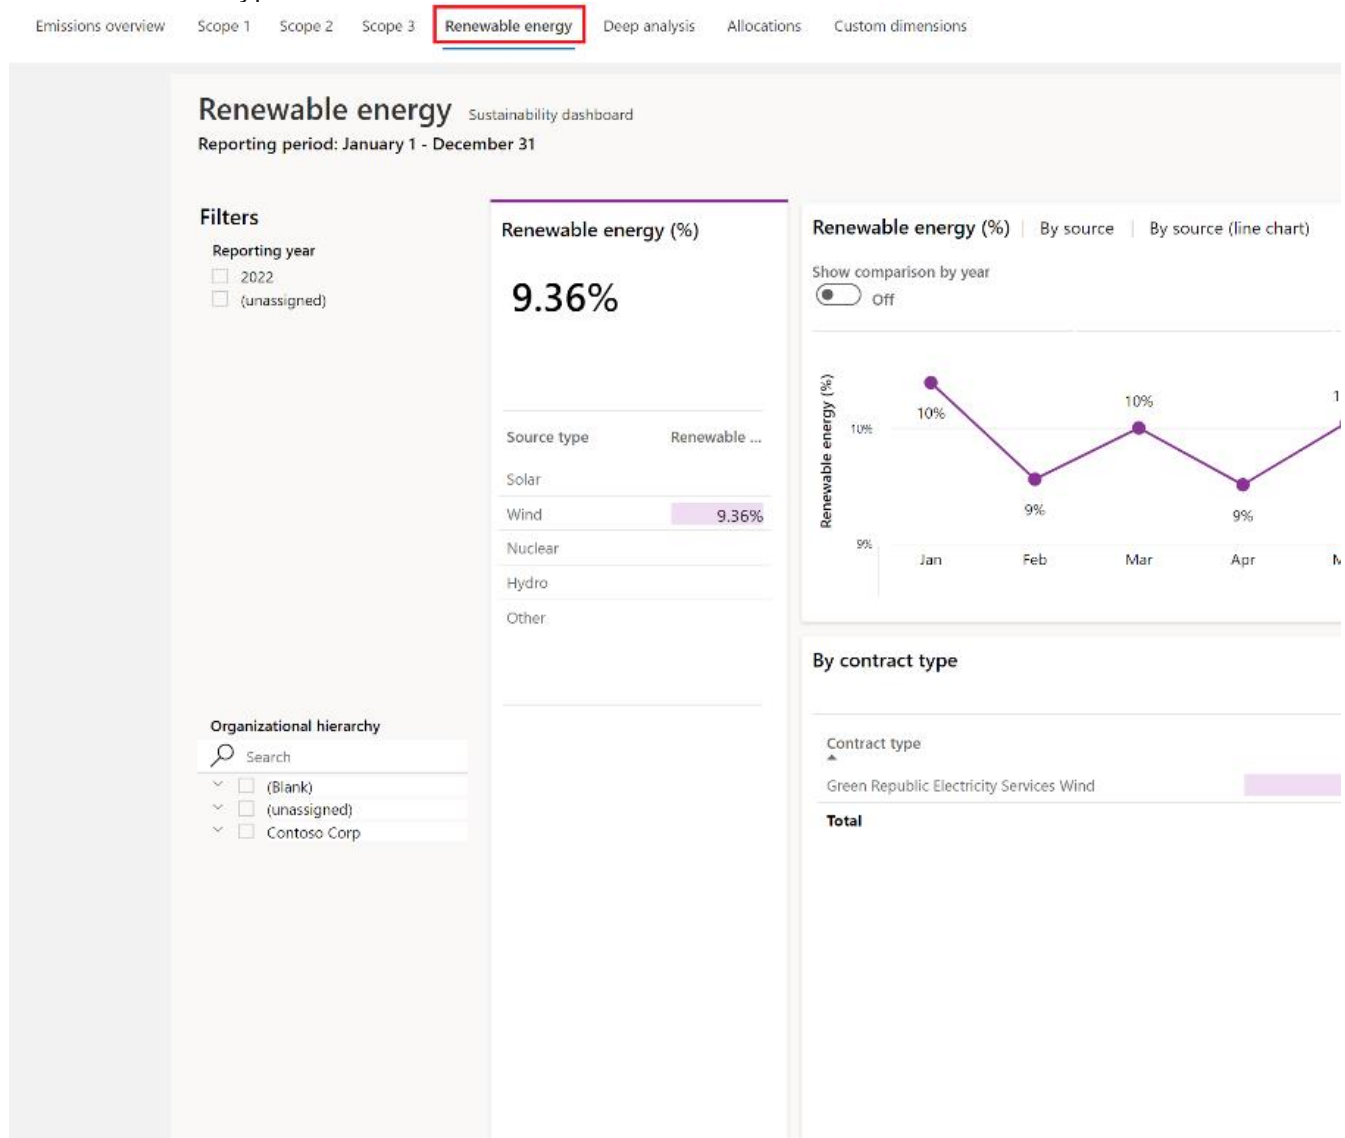 Emissions overview Scope 1 Scope 2 Scope 3 Renewable energy Deep analysis Allocations Custom dimensions
Renewable energy Sustainability dashboard
Reporting period: January 1 - December 31
Filters
Reporting year
2022
(unassigned)
Organizational hierarchy
Search
(Blank)
(unassigned)
Contoso Corp
Renewable energy (%)
9.36%
Source type Renewable ...
Solar
Wind 9.36%
Nuclear
Hydro
Other
Renewable energy (%) By source By source (line chart)
Show comparison by year
Off
Renewable energy (%)
10%
9%
10%
9%
10%
9%
Jan Feb Mar Apr
By contract type
Contract type
Green Republic Electricity Services Wind
Total